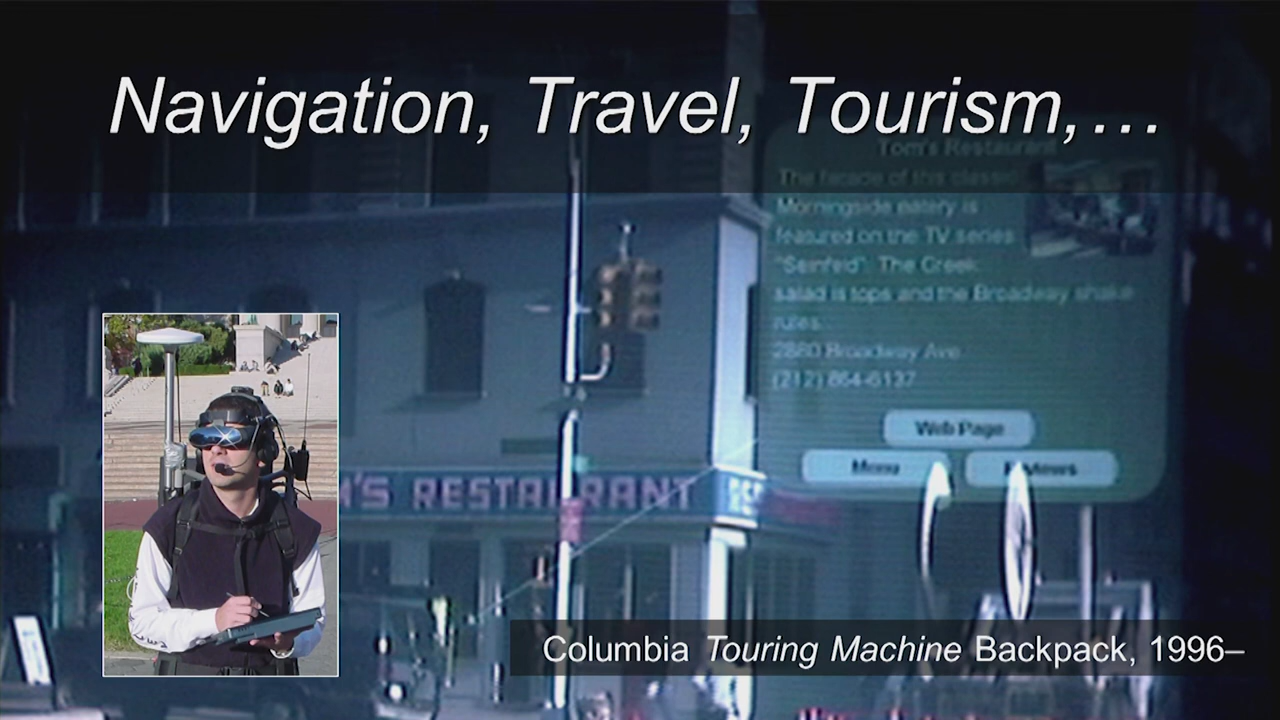 Navigation, Travel, Tourism,…
Tom's Restaurant
The facade of this classic
Morningside eatery is
featured on the TV series
"Seinfeld". The Greek
salad is tops and the Broadway shake
rules.
2880 Broadway Ave.
(212) 864-6137
Web Page
Menu
Reviews
'S RESTAURANT
Columbia Touring Machine Backpack, 1996–